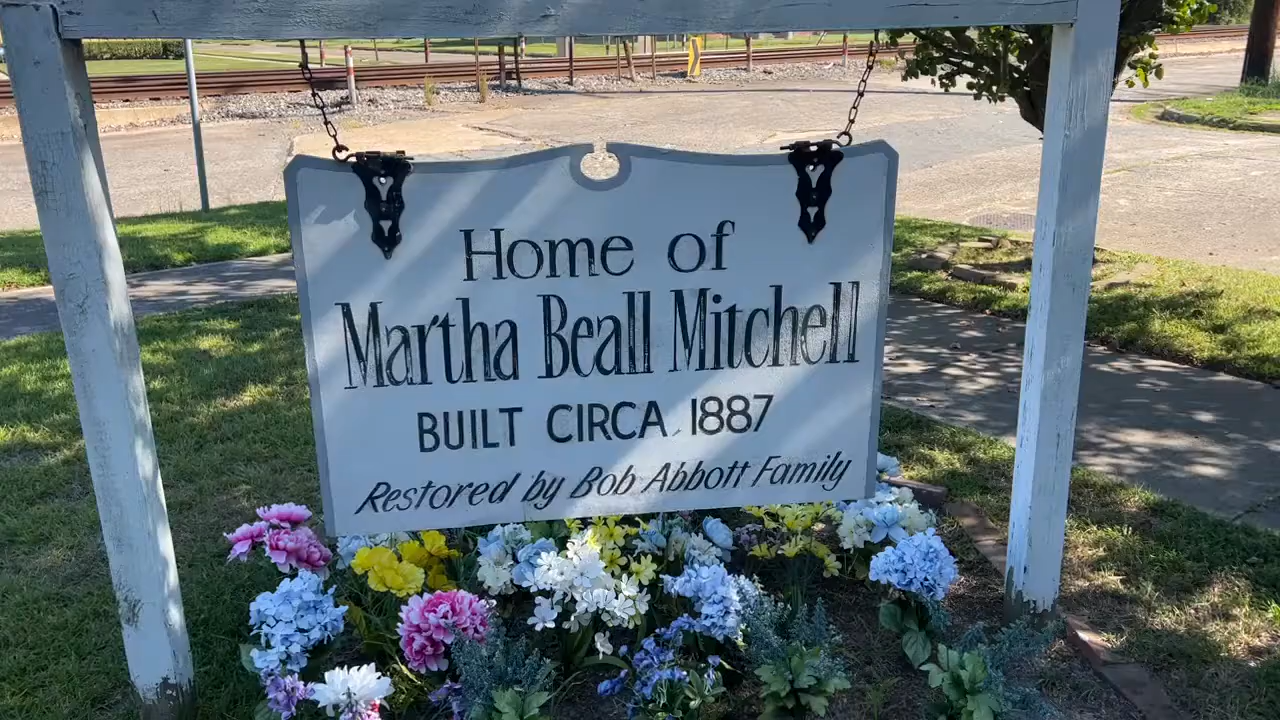 Home of
Martha Beall Mitchell
BUILT CIRCA 1887
Restored by Bob Abbott Family